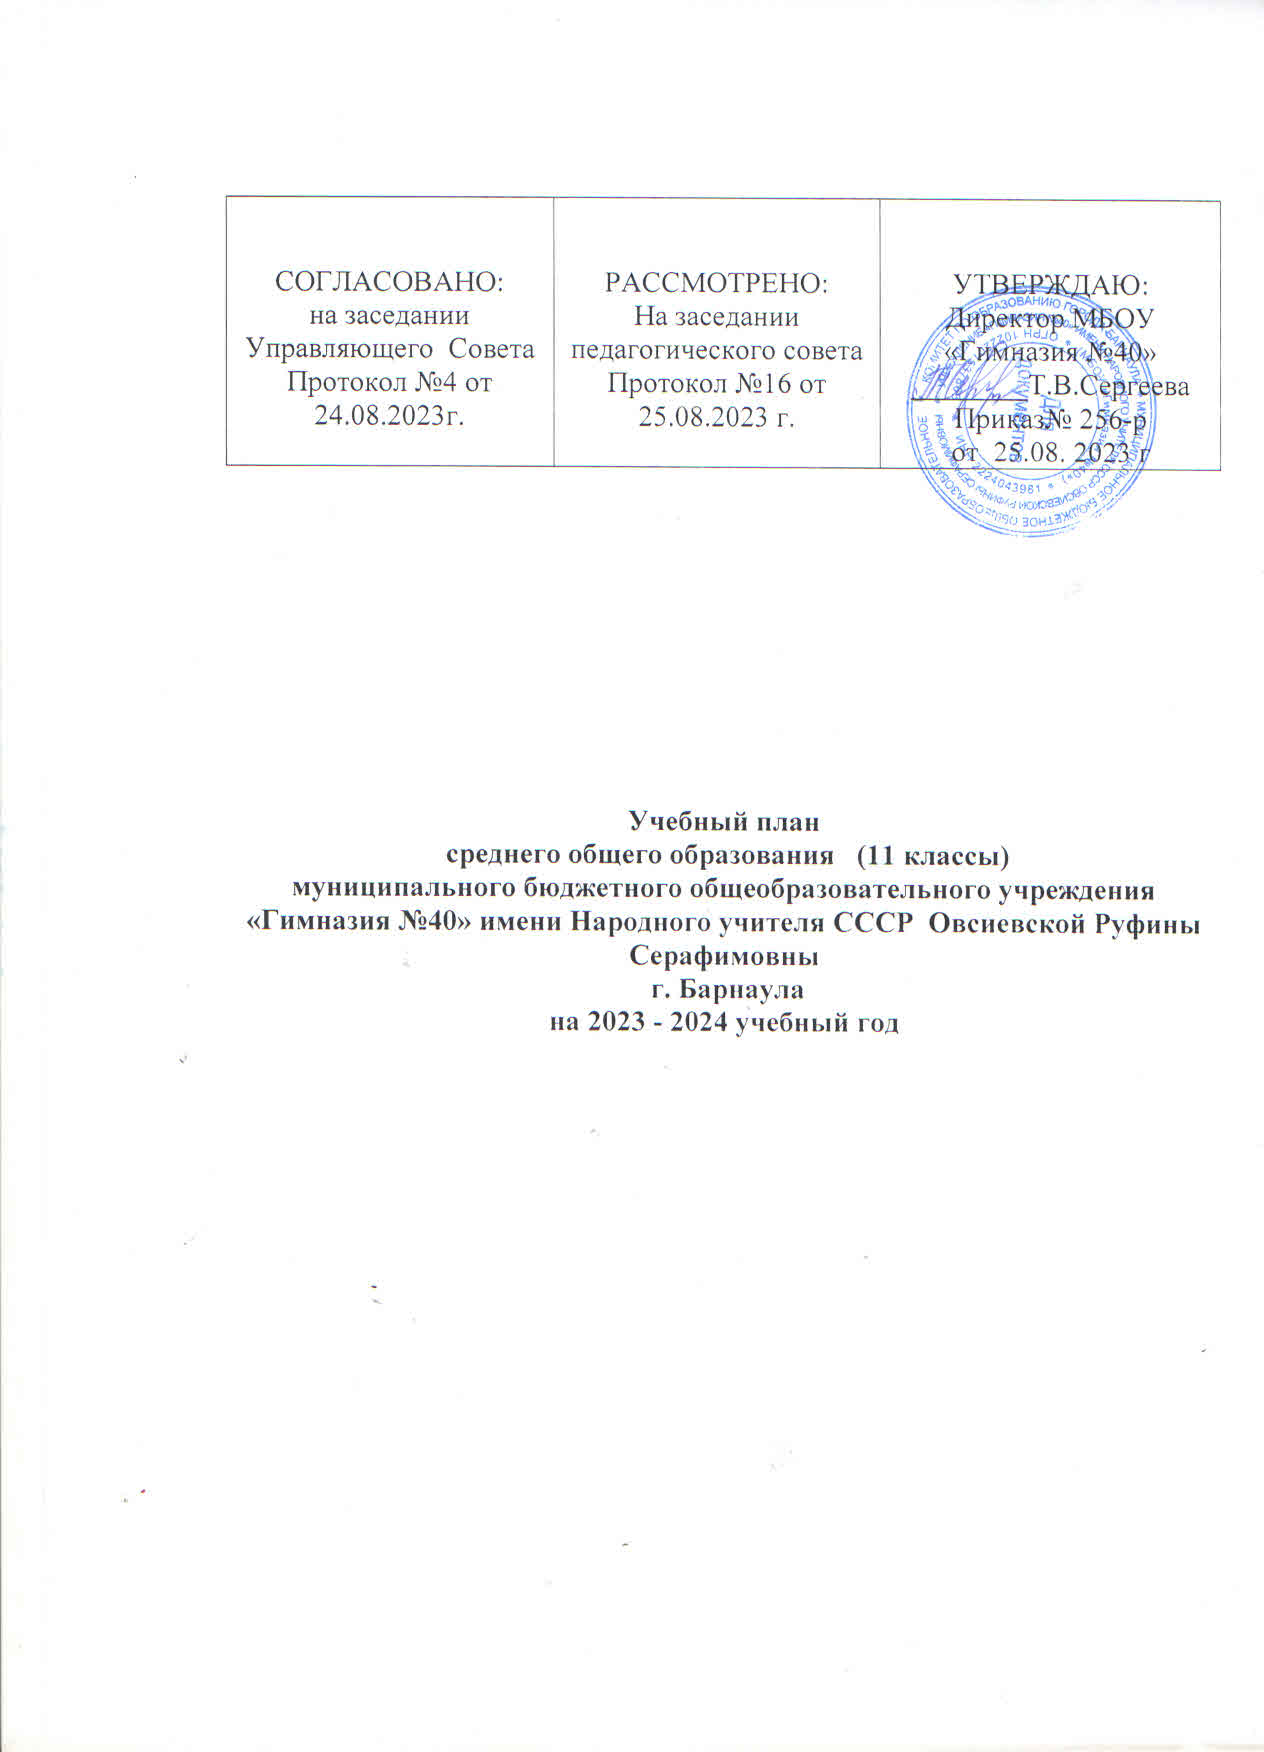 СОГЛАСОВАНО:
на заседании
Управляющего Совета
Протокол №4 от
24.08.2023г.
РАССМОТРЕНО:
На заседании
педагогического совета
Протокол №16 от
25.08.2023 г.
УТВЕРЖДАЮ:
Директор МБОУ
«Гимназия №40»
________Т.В.Сергеева
Приказ№ 256-р
от 25.08. 2023 г
Учебный план
среднего общего образования (11 классы)
муниципального бюджетного общеобразовательного учреждения
«Гимназия №40» имени Народного учителя СССР Овсиевской Руфины
Серафимовны
г. Барнаула
на 2023 - 2024 учебный год